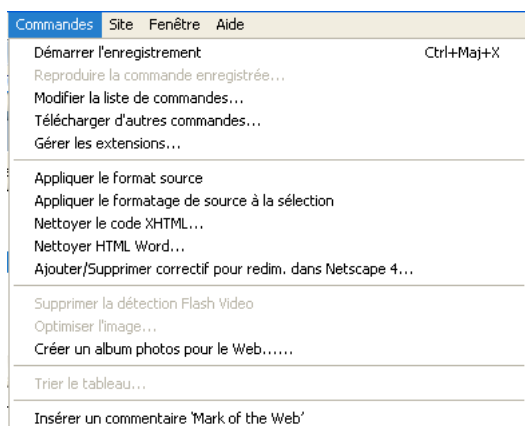 Commandes Site Fenêtre Aide
Démarrer l'enregistrement Ctrl+Maj+X
Reproduire la commande enregistrée...
Modifier la liste de commandes...
Télécharger d'autres commandes...
Gérer les extensions...
Appliquer le format source
Appliquer le formatage de source à la sélection
Nettoyer le code XHTML...
Nettoyer HTML Word...
Ajouter/Supprimer correctif pour redim. dans Netscape 4...
Supprimer la détection Flash Video
Optimiser l'image...
Créer un album photos pour le Web......
Trier le tableau...
Insérer un commentaire 'Mark of the Web'